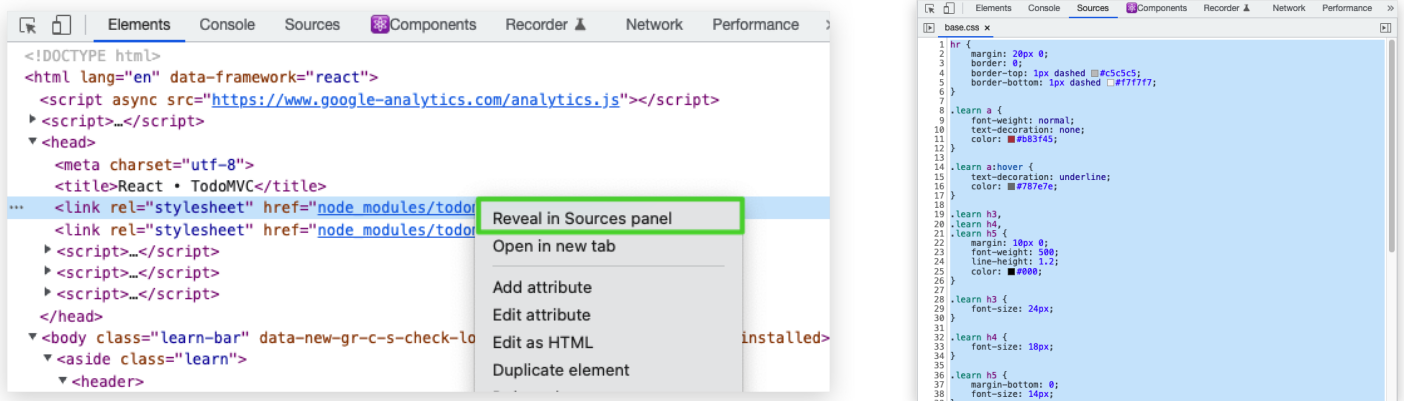 Elements Console Sources Components Recorder Network Performance
<!DOCTYPE html>
<html lang="en" data-framework="react">
<script async src="https://www.google-analytics.com/analytics.js"></script>
<script>…</script>
<head>
<meta charset="utf-8">
<title>React • TodoMVC</title>
<link rel="stylesheet" href="node_modules/todom
<link rel="stylesheet" href="node_modules/todom
<script>…</script>
<script>…</script>
<script>…</script>
</head>
<body class="learn-bar" data-new-gr-c-s-check-lo installed>
<aside class="learn">
<header>
Reveal in Sources panel
Open in new tab
Add attribute
Edit attribute
Edit as HTML
Duplicate element
Elements Console Sources Components Recorder Network Performance
base.css ×
1 hr {
2 margin: 20px 0;
3 border: 0;
4 border-top: 1px dashed #c5c5c5;
5 border-bottom: 1px dashed #f7f7f7;
6 }
7
8 .learn a {
9 font-weight: normal;
10 text-decoration: none;
11 color: #b83f45;
12 }
13
14 .learn a:hover {
15 text-decoration: underline;
16 color: #787e7e;
17 }
18
19 .learn h3,
20 .learn h4,
21 .learn h5 {
22 margin: 10px 0;
23 font-weight: 500;
24 line-height: 1.2;
25 color: #000;
26 }
27
28 .learn h3 {
29 font-size: 24px;
30 }
31
32 .learn h4 {
33 font-size: 18px;
34 }
35
36 .learn h5 {
37 margin-bottom: 0;
38 font-size: 14px;